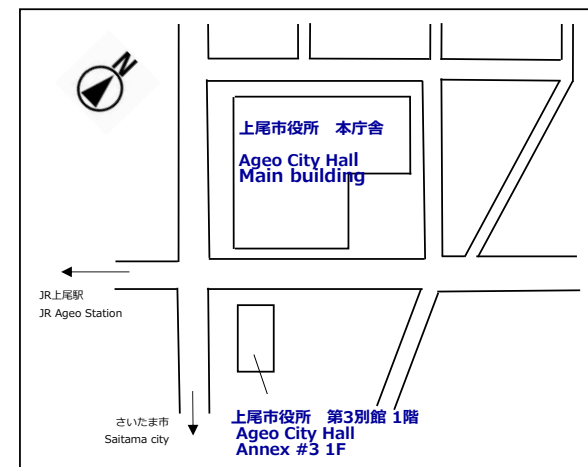 N
上尾市役所　本庁舎
Ageo City Hall
Main building
JR上尾駅
JR Ageo Station
さいたま市
Saitama city
上尾市役所　第3別館 1階
Ageo City Hall
Annex #3 1F